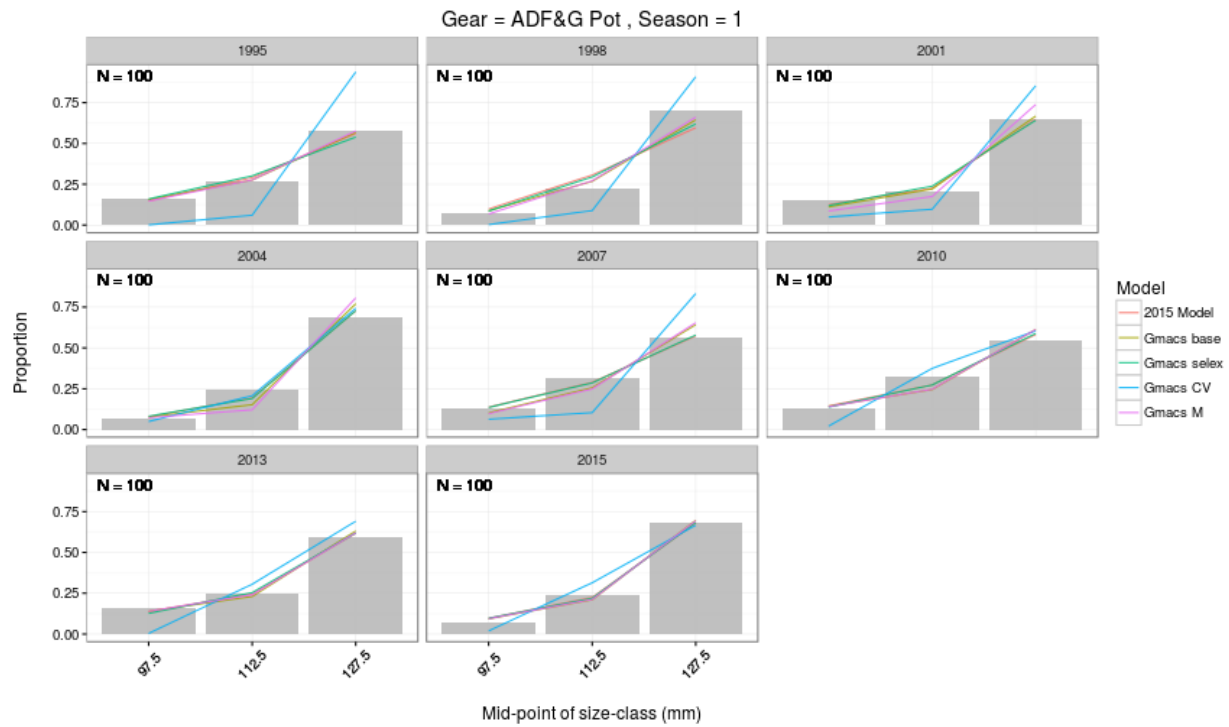 Gear = ADF&G Pot , Season = 1
1995
1998
2001
N = 100
N = 100
N = 100
0.75
0.50
0.25
0.00
2004
2007
2010
N = 100
N = 100
N = 100
0.75
0.50
0.25
0.00
2013
2015
N = 100
N = 100
0.75
0.50
0.25
0.00
97.5
112.5
127.5
97.5
112.5
127.5
Proportion
Mid-point of size-class (mm)
Model
2015 Model
Gmacs base
Gmacs selex
Gmacs CV
Gmacs M